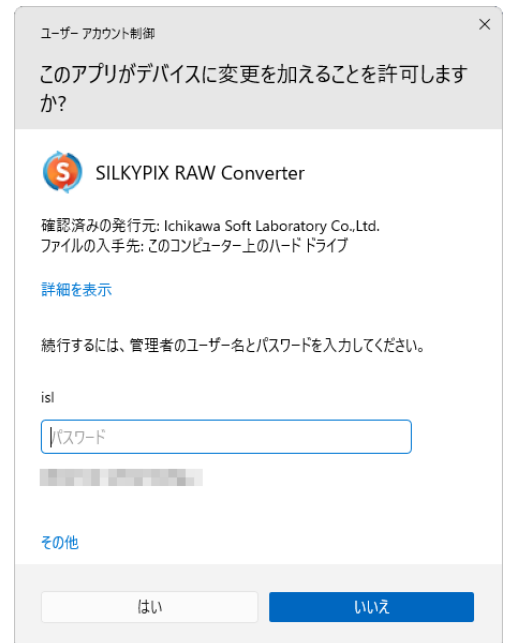 ユーザー アカウント制御
このアプリがデバイスに変更を加えることを許可します
か?
SILKYPIX RAW Converter
確認済みの発行元: Ichikawa Soft Laboratory Co.,Ltd.
ファイルの入手先: このコンピューター上のハード ドライブ
詳細を表示
続行するには、管理者のユーザー名とパスワードを入力してください。
isl
パスワード
その他
はい
いいえ